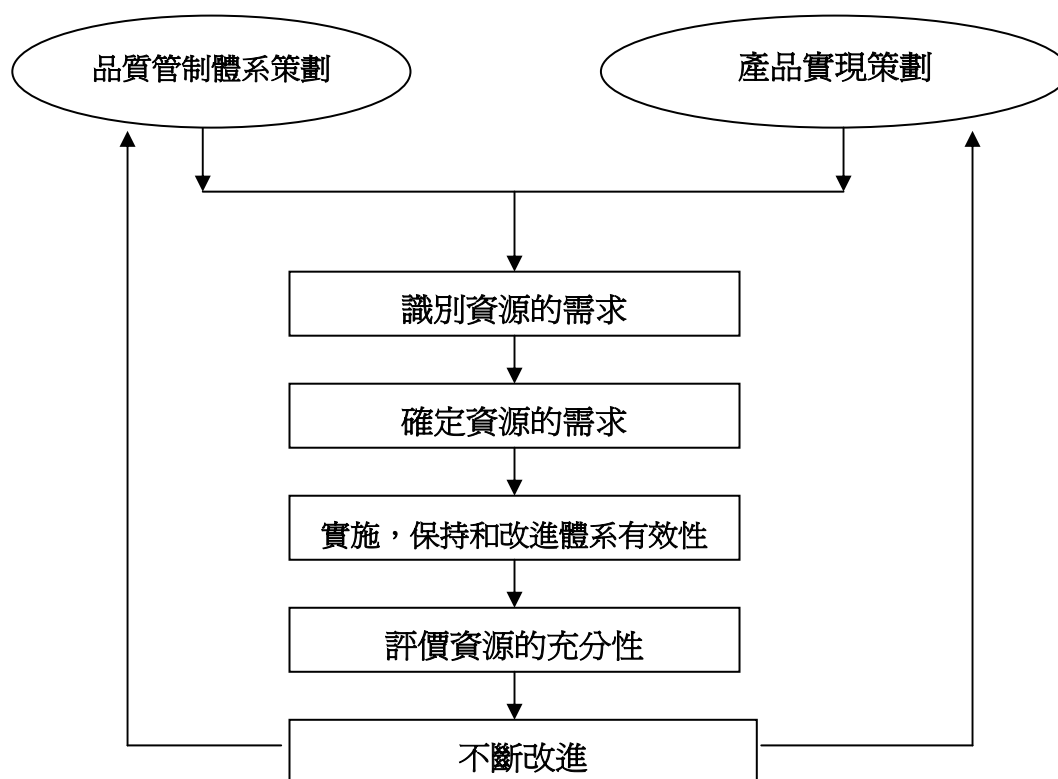 品質管制體系策劃
產品實現策劃
識別資源的需求
確定資源的需求
實施，保持和改進體系有效性
評價資源的充分性
不斷改進